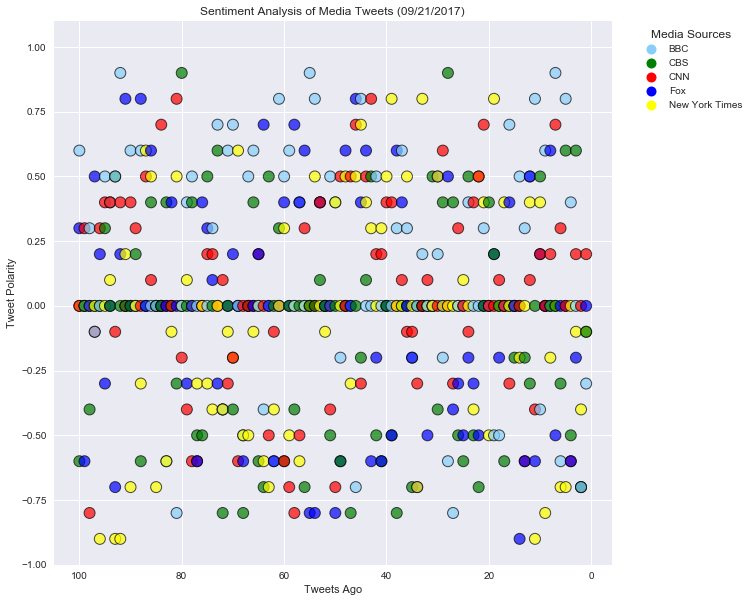 Sentiment Analysis of Media Tweets (09/21/2017)
Media Sources
BBC
CBS
CNN
Fox
New York Times
Tweet Polarity
1.00
0.75
0.50
0.25
0.00
−0.25
−0.50
−0.75
−1.00
100 80 60 40 20 0
Tweets Ago